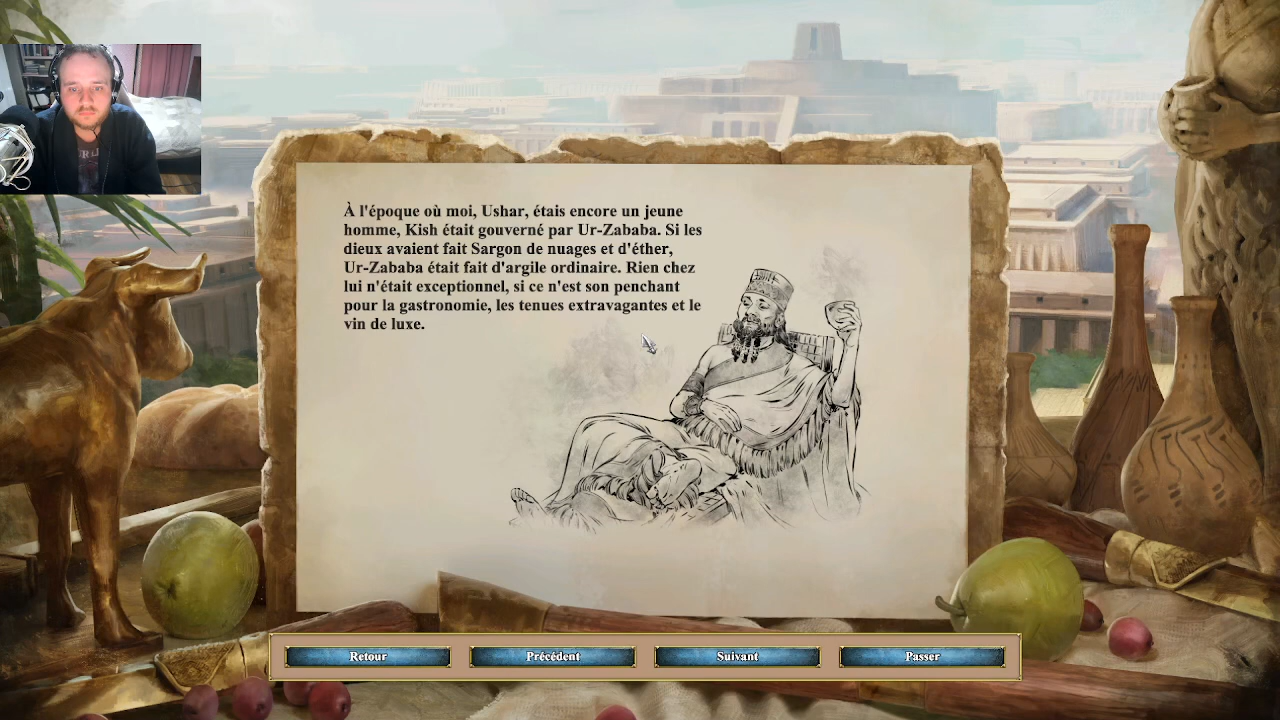 À l'époque où moi, Ushar, étais encore un jeune
homme, Kish était gouverné par Ur-Zababa. Si les
dieux avaient fait Sargon de nuages et d'éther,
Ur-Zababa était fait d'argile ordinaire. Rien chez
lui n'était exceptionnel, si ce n'est son penchant
pour la gastronomie, les tenues extravagantes et le
vin de luxe.
Retour
Précédent
Suivant
Passer